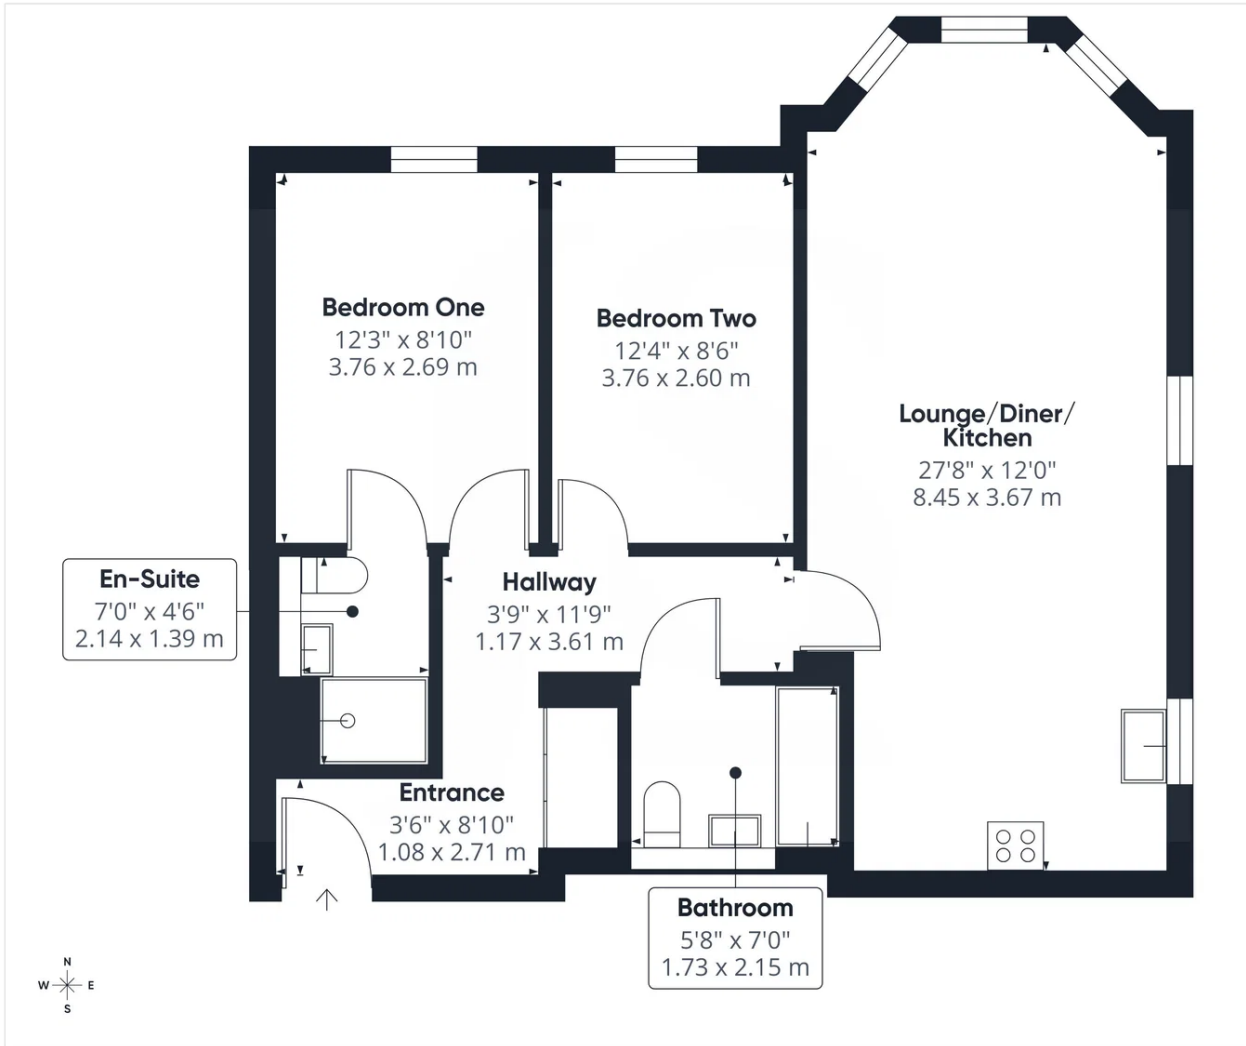 Bedroom One
12'3" x 8'10"
3.76 x 2.69 m
Bedroom Two
12'4" x 8'6"
3.76 x 2.60 m
Lounge/Diner/
Kitchen
27'8" x 12'0"
8.45 x 3.67 m
En-Suite
7'0" x 4'6"
2.14 x 1.39 m
Hallway
3'9" x 11'9"
1.17 x 3.61 m
Entrance
3'6" x 8'10"
1.08 x 2.71 m
Bathroom
5'8" x 7'0"
1.73 x 2.15 m
N
W E
S